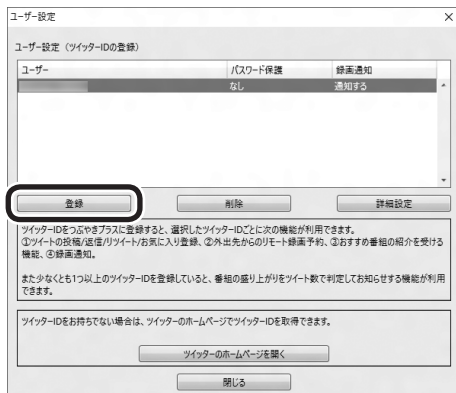 ユーザー設定
ユーザー設定（ツイッターIDの登録）
ユーザー パスワード保護 録画通知
なし 通知する
登録 削除 詳細設定
ツイッターIDをつぶやきプラスに登録すると、選択したツイッターIDごとに次の機能が利用できます。
①ツイートの投稿/返信/リツイート/お気に入り登録、②外出先からのリモート録画予約、③おすすめ番組の紹介を受ける
機能、④録画通知。
また少なくとも1つ以上のツイッターIDを登録していると、番組の盛り上がりをツイート数で判定してお知らせする機能が利用
できます。
ツイッターIDをお持ちでない場合は、ツイッターのホームページでツイッターIDを取得できます。
ツイッターのホームページを開く
閉じる